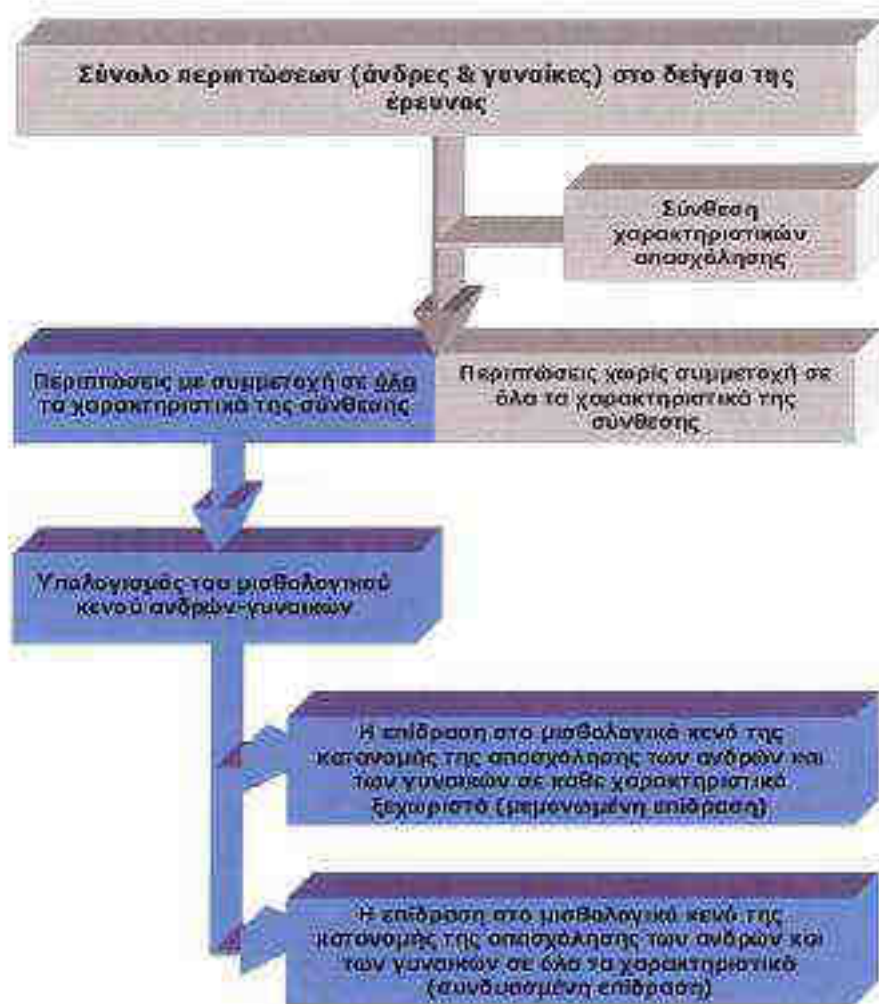 Σύνολο περιπτώσεων (άνδρες & γυναίκες) στο δείγμα της
έρευνας
Σύνθεση
χαρακτηριστικών
απασχόλησης
Περιπτώσεις με συμμετοχή σε όλα
τα χαρακτηριστικά της σύνθεσης
Περιπτώσεις χωρίς συμμετοχή σε
όλα τα χαρακτηριστικά της
σύνθεσης
Υπολογισμός του μισθολογικού
κενού ανδρών-γυναικών
Η επίδραση στο μισθολογικό κενό της
κατανομής της απασχόλησης των ανδρών και
των γυναικών σε κάθε χαρακτηριστικό
ξεχωριστά (μεμονωμένη επίδραση)
Η επίδραση στο μισθολογικό κενό της
κατανομής της απασχόλησης των ανδρών και
των γυναικών σε όλα τα χαρακτηριστικά
(συνδυασμένη επίδραση)